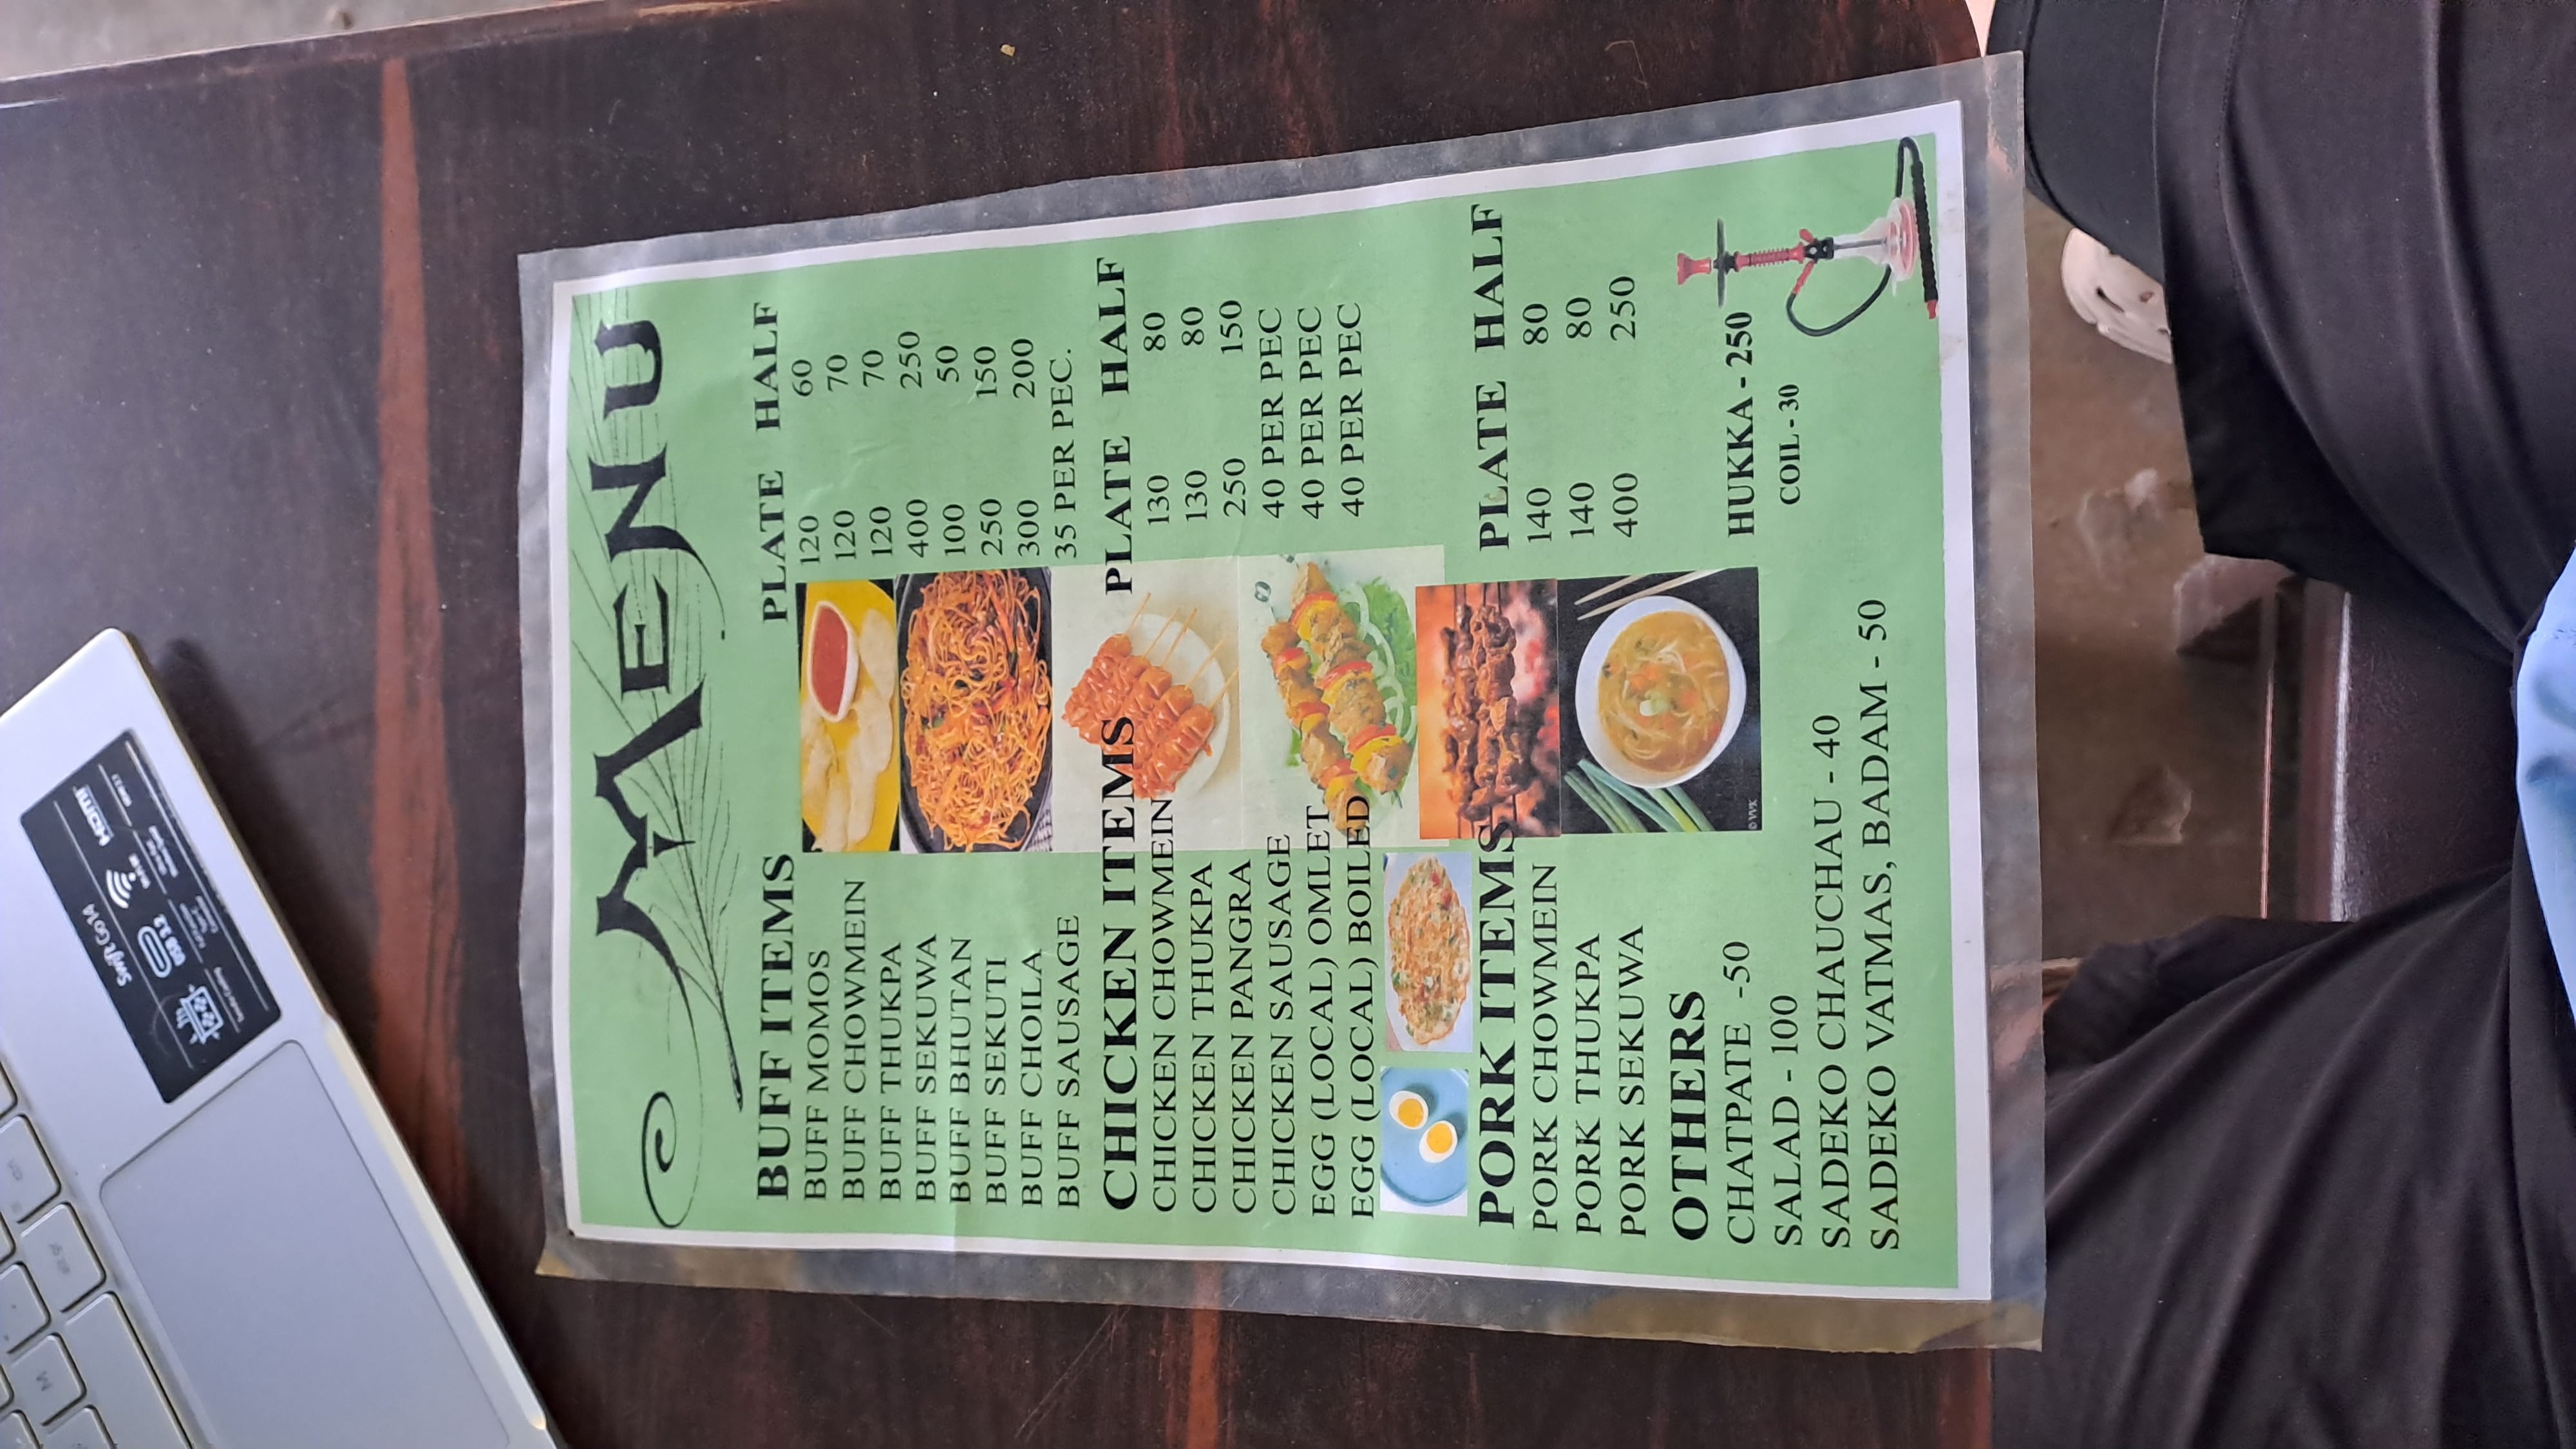 M
alt gr
ctrl
Swift Go 14
USB 3.2
HDMI
MENU
BUFF ITEMS PLATE HALF
BUFF MOMOS 120 60
BUFF CHOWMEIN 120 70
BUFF THUKPA 120 70
BUFF SEKUWA 400 250
BUFF BHUTAN 100 50
BUFF SEKUTI 250 150
BUFF CHOILA 300 200
BUFF SAUSAGE 35 PER PEC.
CHICKEN ITEMS PLATE HALF
CHICKEN CHOWMEIN 130 80
CHICKEN THUKPA 130 80
CHICKEN PANGRA 250 150
CHICKEN SAUSAGE 40 PER PEC
EGG (LOCAL) OMLET 40 PER PEC
EGG (LOCAL) BOILED 40 PER PEC
PORK ITEMS PLATE HALF
PORK CHOWMEIN 140 80
PORK THUKPA 140 80
PORK SEKUWA 400 250
OTHERS
CHATPATE -50
SALAD - 100
SADEKO CHAUCHAU - 40
SADEKO VATMAS, BADAM - 50
© VVK
HUKKA - 250
COIL - 30